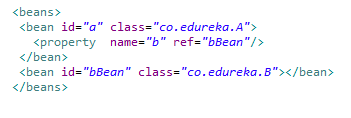 <beans>
<bean id="a" class="co.edureka.A">
<property name="b" ref="bBean"/>
</bean>
<bean id="bBean" class="co.edureka.B"></bean>
</beans>